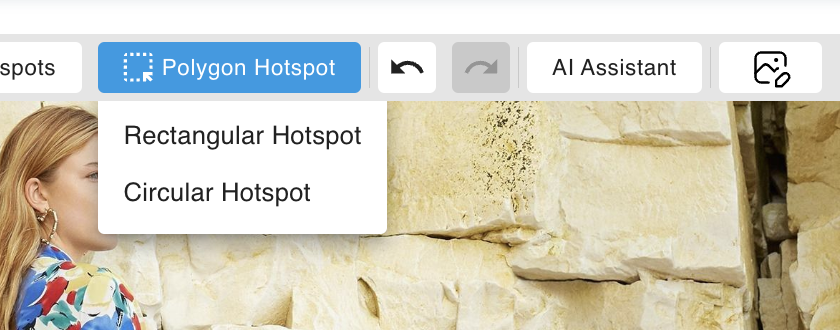 spots
Polygon Hotspot
AI Assistant
Rectangular Hotspot
Circular Hotspot